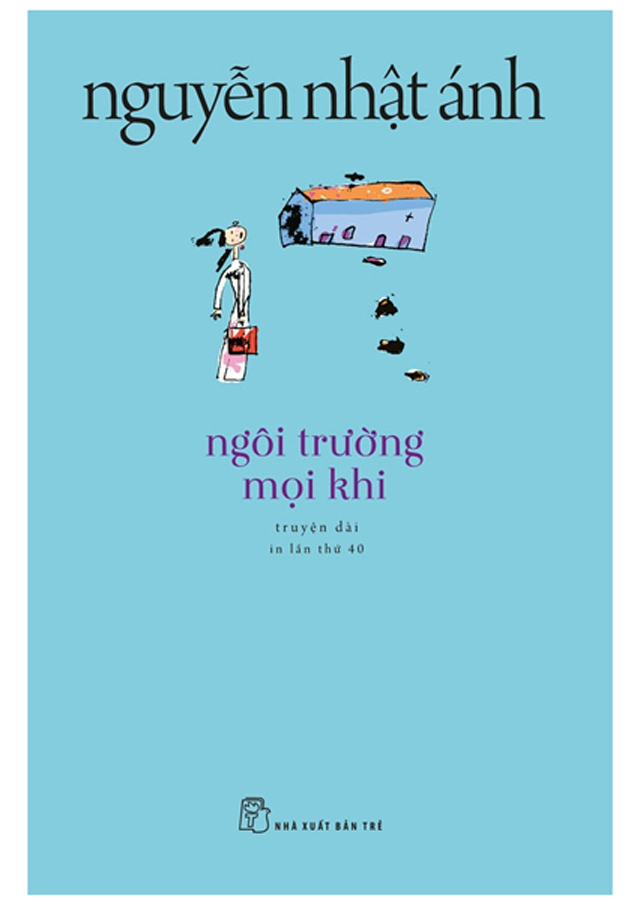 nguyễn nhật ánh
ngôi trường
mọi khi
truyện dài
in lần thứ 40
NHÀ XUẤT BẢN TRẺ